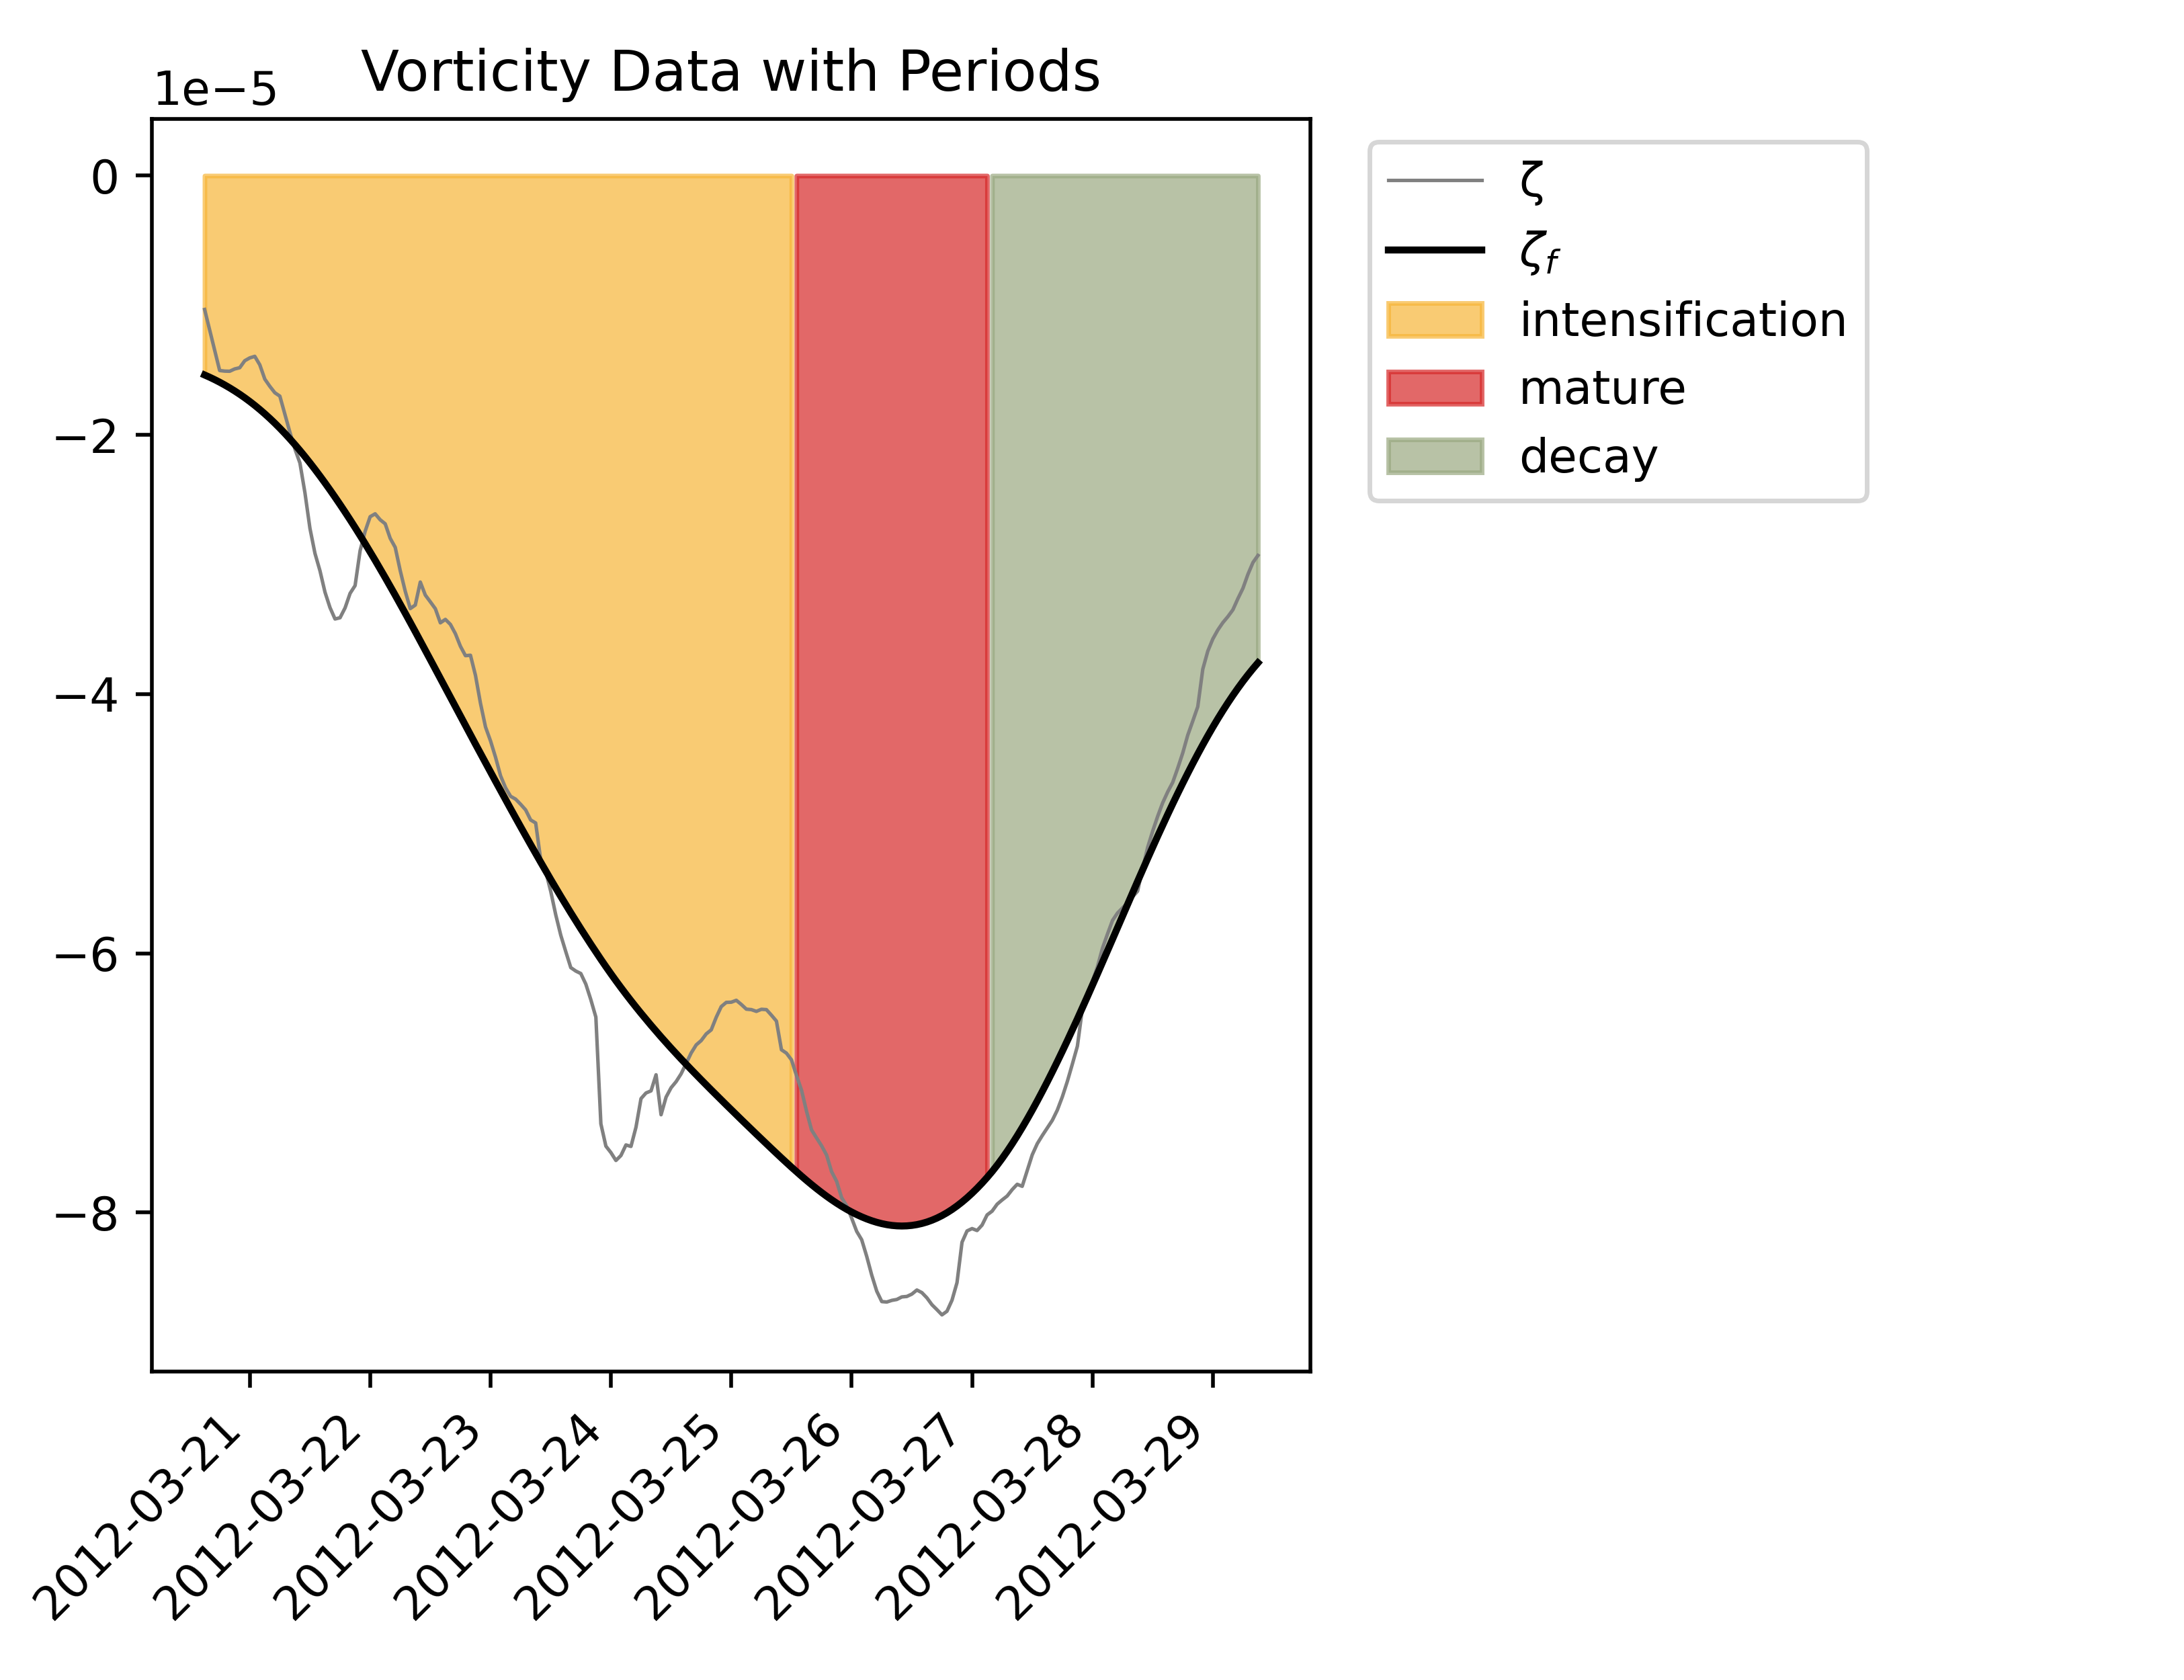 Vorticity Data with Periods
1e−5
0
−2
−4
−6
−8
2012-03-21
2012-03-22
2012-03-23
2012-03-24
2012-03-25
2012-03-26
2012-03-27
2012-03-28
2012-03-29
ζ
ζf
intensification
mature
decay